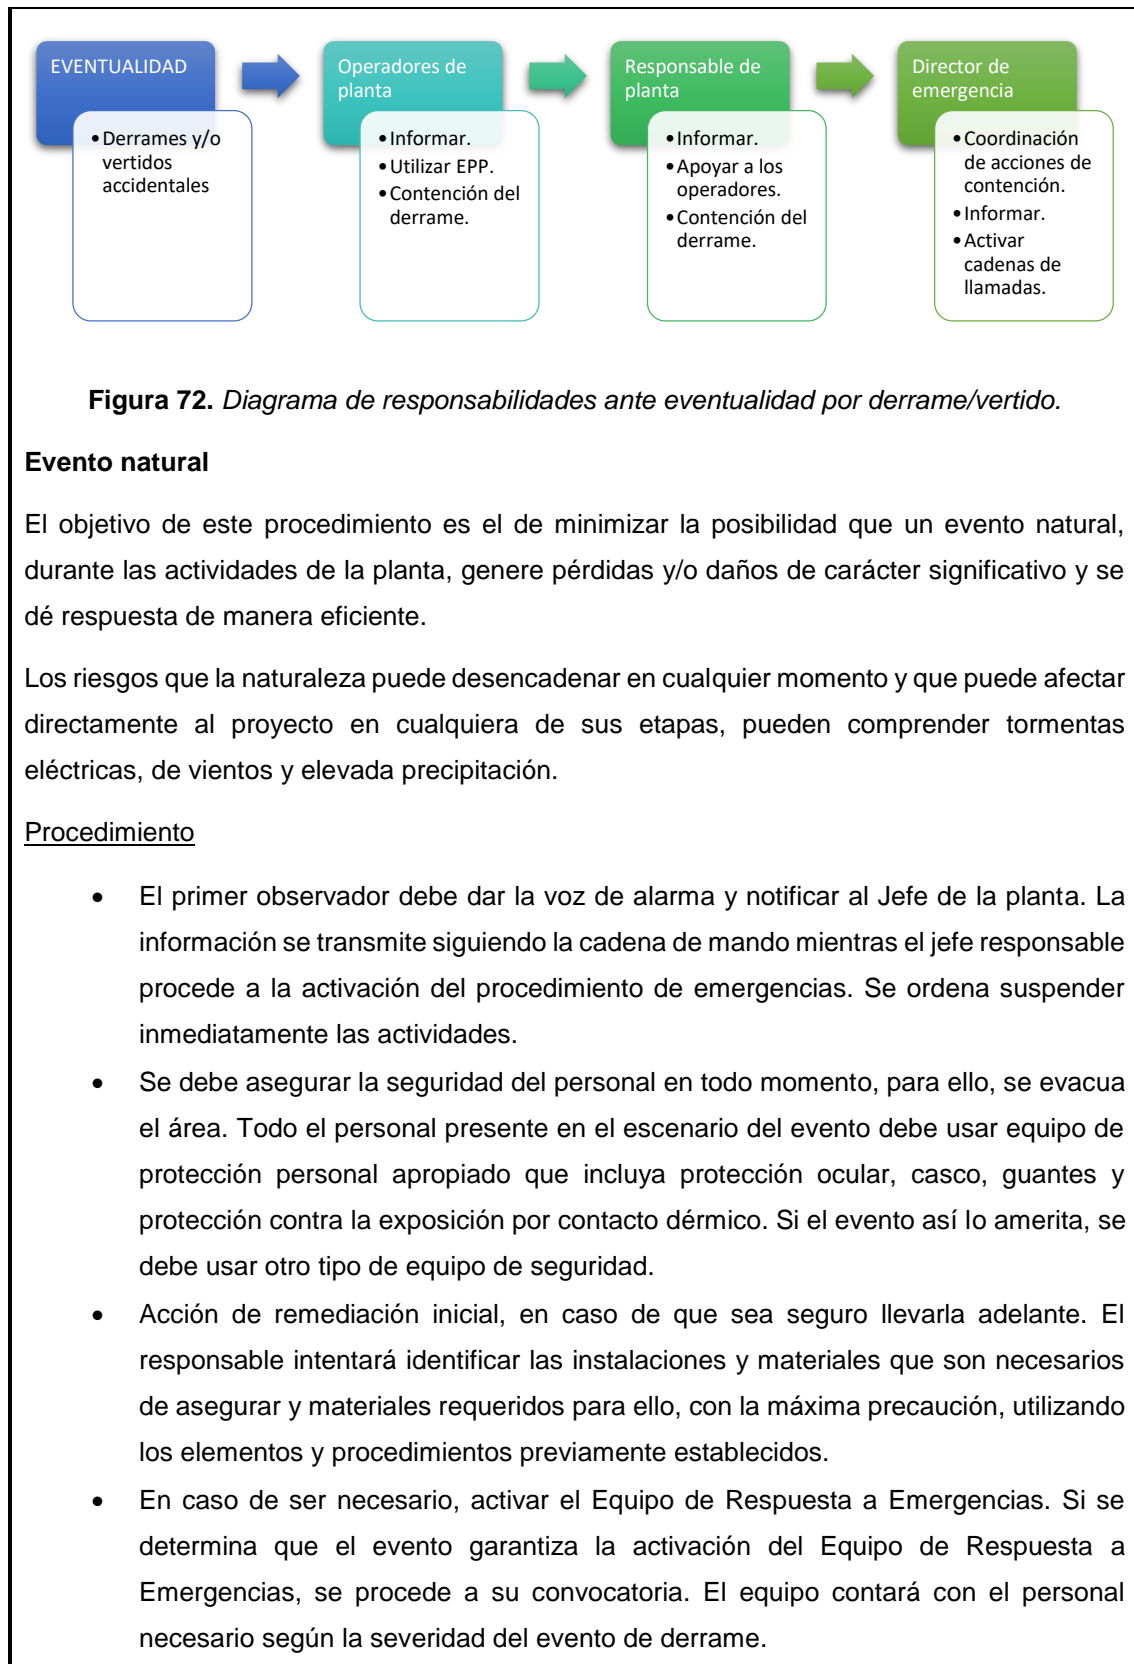 EVENTUALIDAD
•Derrames y/o
vertidos
accidentales
Operadores de
planta
•Informar.
•Utilizar EPP.
•Contención del
derrame.
Responsable de
planta
•Informar.
•Apoyar a los
operadores.
•Contención del
derrame.
Director de
emergencia
•Coordinación
de acciones de
contención.
•Informar.
•Activar
cadenas de
llamadas.
Figura 72. Diagrama de responsabilidades ante eventualidad por derrame/vertido.
Evento natural
El objetivo de este procedimiento es el de minimizar la posibilidad que un evento natural,
durante las actividades de la planta, genere pérdidas y/o daños de carácter significativo y se
dé respuesta de manera eficiente.
Los riesgos que la naturaleza puede desencadenar en cualquier momento y que puede afectar
directamente al proyecto en cualquiera de sus etapas, pueden comprender tormentas
eléctricas, de vientos y elevada precipitación.
Procedimiento
• El primer observador debe dar la voz de alarma y notificar al Jefe de la planta. La
información se transmite siguiendo la cadena de mando mientras el jefe responsable
procede a la activación del procedimiento de emergencias. Se ordena suspender
inmediatamente las actividades.
• Se debe asegurar la seguridad del personal en todo momento, para ello, se evacua
el área. Todo el personal presente en el escenario del evento debe usar equipo de
protección personal apropiado que incluya protección ocular, casco, guantes y
protección contra la exposición por contacto dérmico. Si el evento así lo amerita, se
debe usar otro tipo de equipo de seguridad.
• Acción de remediación inicial, en caso de que sea seguro llevarla adelante. El
responsable intentará identificar las instalaciones y materiales que son necesarios
de asegurar y materiales requeridos para ello, con la máxima precaución, utilizando
los elementos y procedimientos previamente establecidos.
• En caso de ser necesario, activar el Equipo de Respuesta a Emergencias. Si se
determina que el evento garantiza la activación del Equipo de Respuesta a
Emergencias, se procede a su convocatoria. El equipo contará con el personal
necesario según la severidad del evento de derrame.